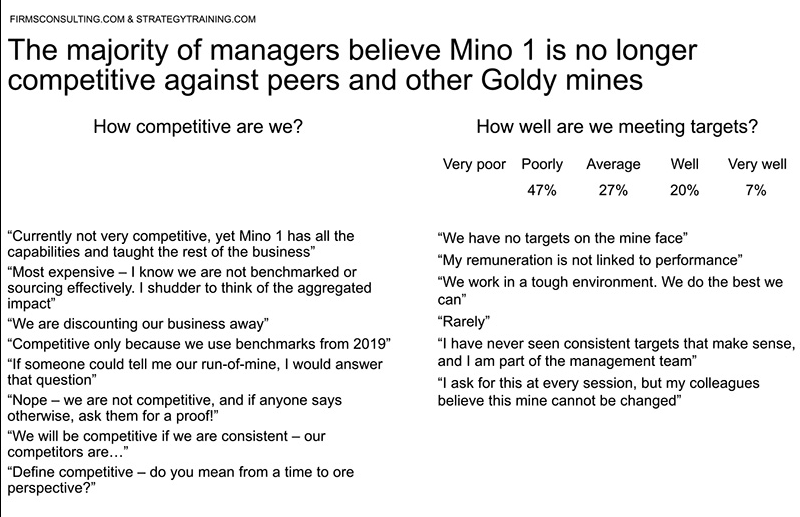 FIRMSCONSULTING.COM & STRATEGYTRAINING.COM
The majority of managers believe Mino 1 is no longer
competitive against peers and other Goldy mines
How competitive are we?
“Currently not very competitive, yet Mino 1 has all the
capabilities and taught the rest of the business”
“Most expensive – I know we are not benchmarked or
sourcing effectively. I shudder to think of the aggregated
impact”
“We are discounting our business away”
“Competitive only because we use benchmarks from 2019”
“If someone could tell me our run-of-mine, I would answer
that question”
“Nope – we are not competitive, and if anyone says
otherwise, ask them for a proof!”
“We will be competitive if we are consistent – our
competitors are…”
“Define competitive – do you mean from a time to ore
perspective?”
How well are we meeting targets?
Very poor Poorly Average Well Very well
47% 27% 20% 7%
“We have no targets on the mine face”
“My remuneration is not linked to performance”
“We work in a tough environment. We do the best we
can”
“Rarely”
“I have never seen consistent targets that make sense,
and I am part of the management team”
“I ask for this at every session, but my colleagues
believe this mine cannot be changed”